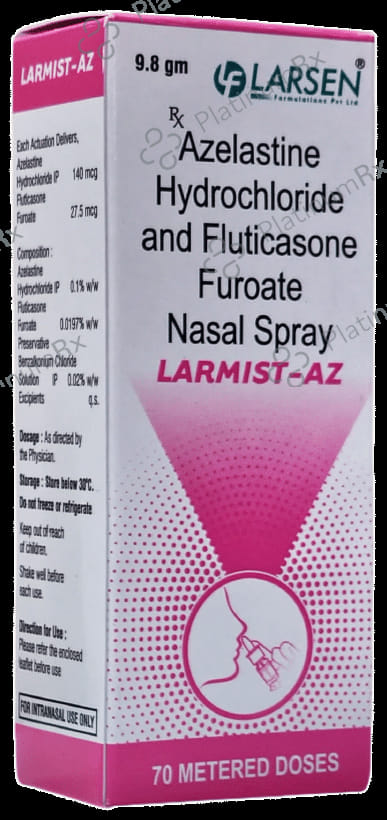 LARMIST-AZ
Each Actuation Delivers,
Azelastine
Hydrochloride IP 140 mcg
Fluticasone
Furoate 27.5 mcg
Composition :
Azelastine
Hydrochloride IP 0.1% w/w
Fluticasone
Furoate 0.0197% w/w
Preservative
Benzalkonium Chloride
Solution IP 0.02% w/w
Excipients q.s.
Dosage : As directed by
the Physician.
Storage : Store below 30°C.
Do not freeze or refrigerate
Keep out of reach
of children.
Shake well before
each use.
Direction for Use :
Please refer the enclosed
leaflet before use
FOR INTRANASAL USE ONLY
9.8 gm
LARSEN®
Formulations Pvt Ltd
Rx
Azelastine
Hydrochloride
and Fluticasone
Furoate
Nasal Spray
LARMIST-AZ
70 METERED DOSES
PlatinumRx